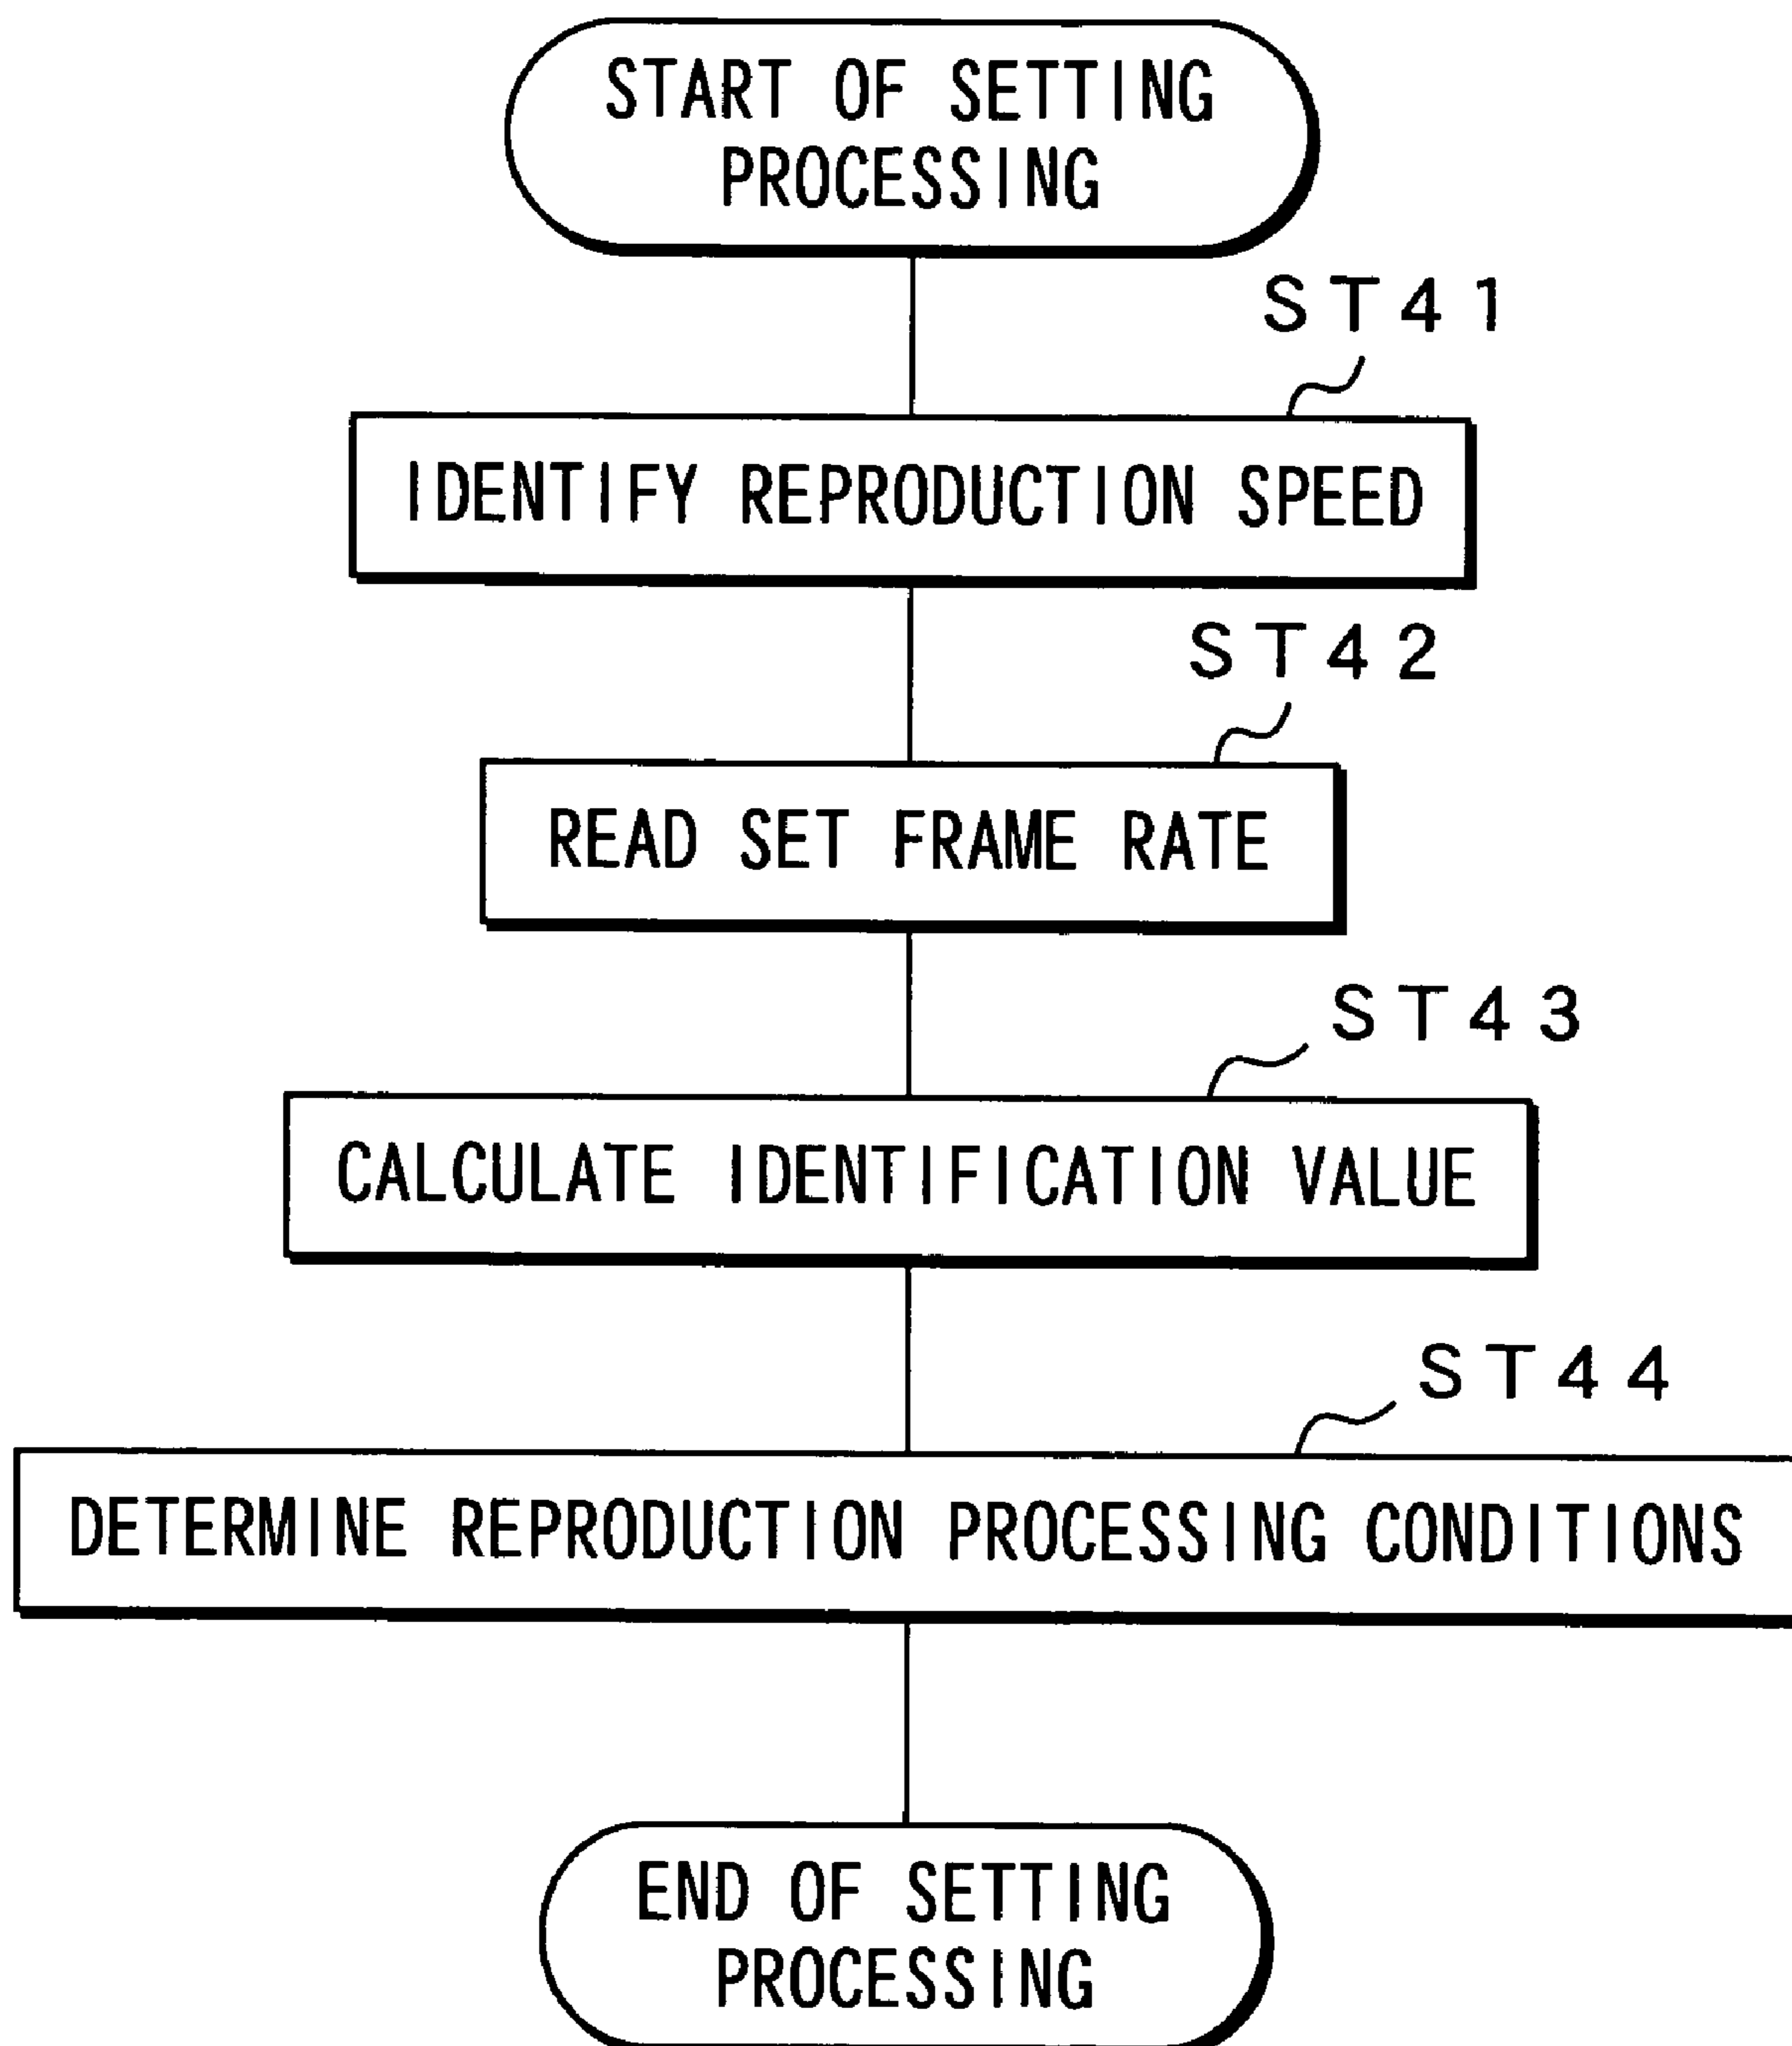 START OF SETTING
PROCESSING
ST41
IDENTIFY REPRODUCTION SPEED
ST42
READ SET FRAME RATE
ST43
CALCULATE IDENTIFICATION VALUE
ST44
DETERMINE REPRODUCTION PROCESSING CONDITIONS
END OF SETTING
PROCESSING